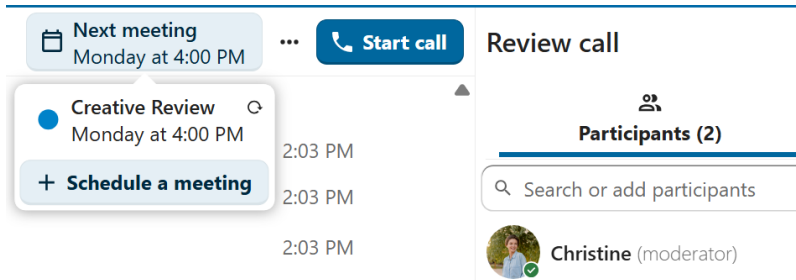 Next meeting
Monday at 4:00 PM
Start call
Creative Review
Monday at 4:00 PM
+ Schedule a meeting
2:03 PM
2:03 PM
2:03 PM
Review call
Participants (2)
Search or add participants
Christine (moderator)